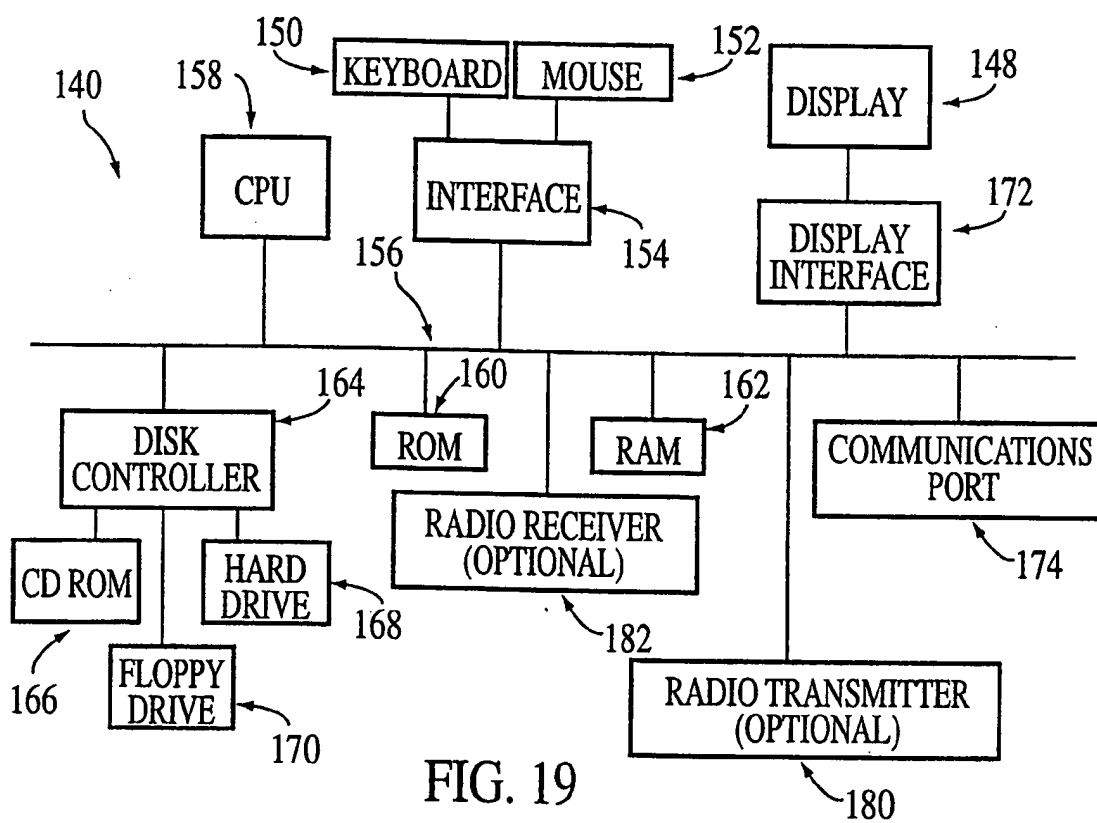 150
KEYBOARD
MOUSE
152
158
140
CPU
INTERFACE
154
DISPLAY
148
172
DISPLAY
INTERFACE
156
164
DISK
CONTROLLER
160
ROM
162
RAM
COMMUNICATIONS
PORT
174
RADIO RECEIVER
(OPTIONAL)
182
CD ROM
166
HARD
DRIVE
168
FLOPPY
DRIVE
170
RADIO TRANSMITTER
(OPTIONAL)
180
FIG. 19